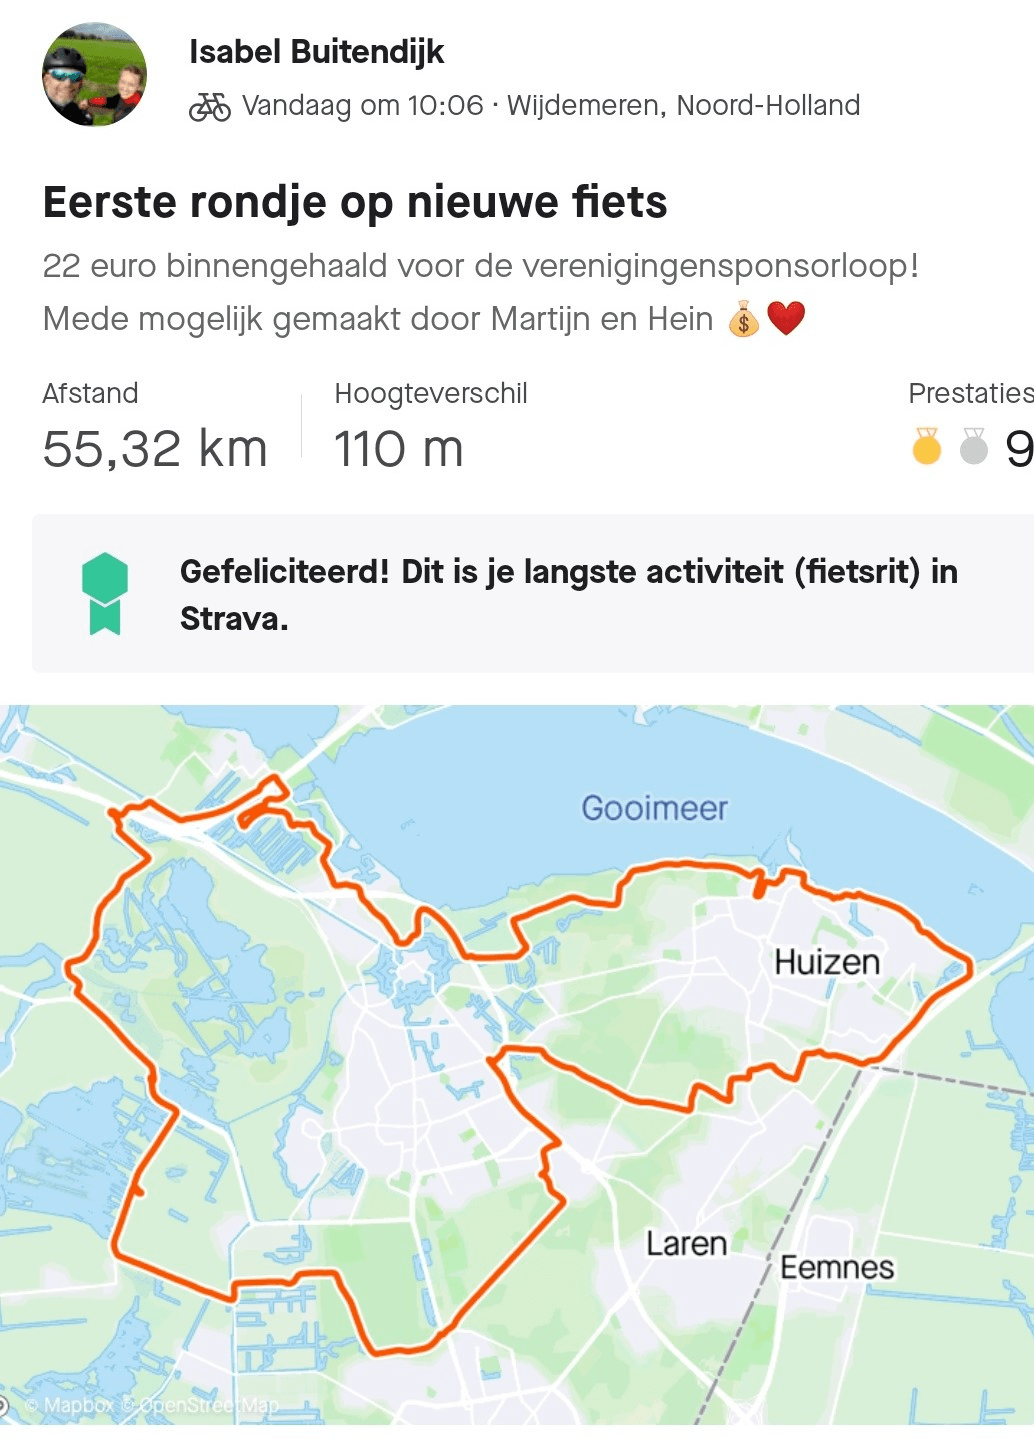 Isabel Buitendijk
Vandaag om 10:06 · Wijdemeren, Noord-Holland
Eerste rondje op nieuwe fiets
22 euro binnengehaald voor de verenigingensponsorloop!
Mede mogelijk gemaakt door Martijn en Hein 💰❤️
Afstand Hoogteverschil Prestaties
55,32 km 110 m 9
Gefeliciteerd! Dit is je langste activiteit (fietsrit) in
Strava.
Gooimeer
Huizen
Laren
Eemnes
© Mapbox © OpenStreetMap